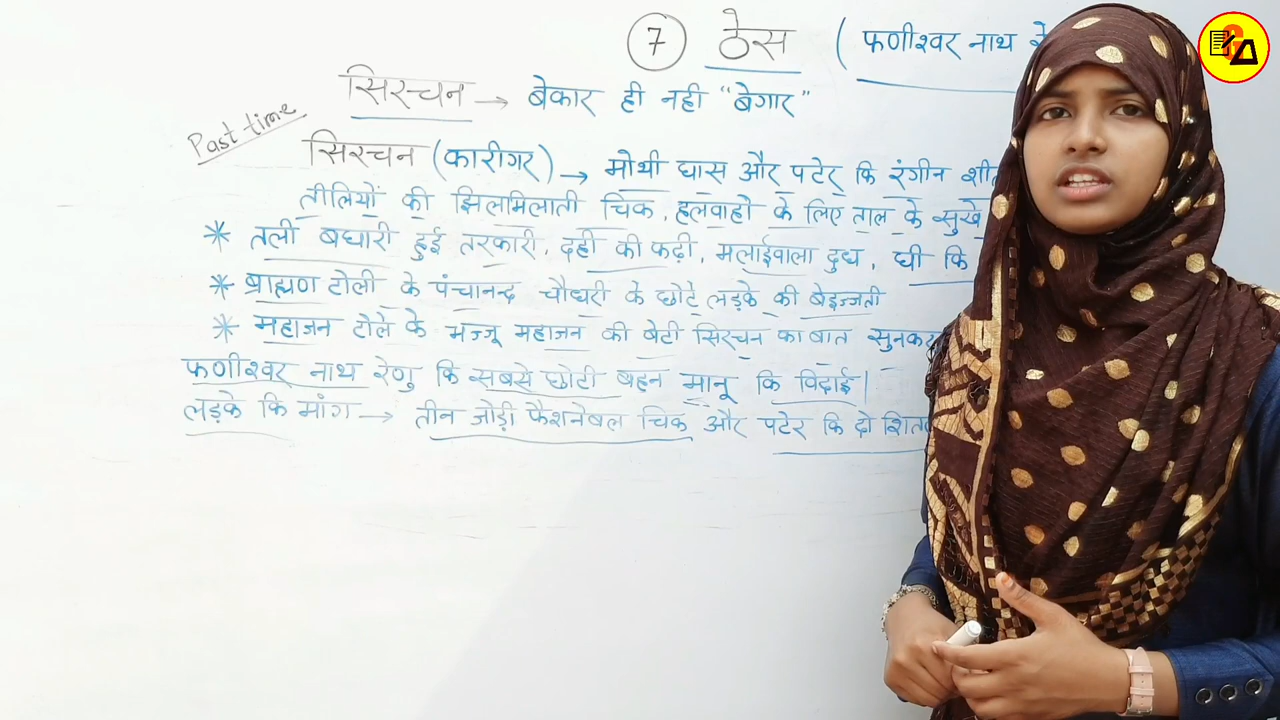 7 ठेस ( फणीश्वर नाथ रे
सिरचन → बेकार ही नही "बेगार"
Past time
सिरचन (कारीगर) → मोथी घास और पटेर कि रंगीन शीत
तीलियों की झिलमिलाती चिक, हलवाहो के लिए ताल के सुखे
* तली बघारी हुई तरकारी, दही की कढ़ी, मलाईवाला दुध, घी कि
* ब्राह्मण टोली के पंचानन्द चौधरी के छोटे लड़के की बेइज्जती
* महाजन टोले के भज्जू महाजन की बेटी सिरचन का बात सुनकर
फणीश्वर नाथ रेणु कि सबसे छोटी बहन मानू कि विदाई।
लड़के कि मांग → तीन जोड़ी फैशनेबल चिक और पटेर कि दो शित